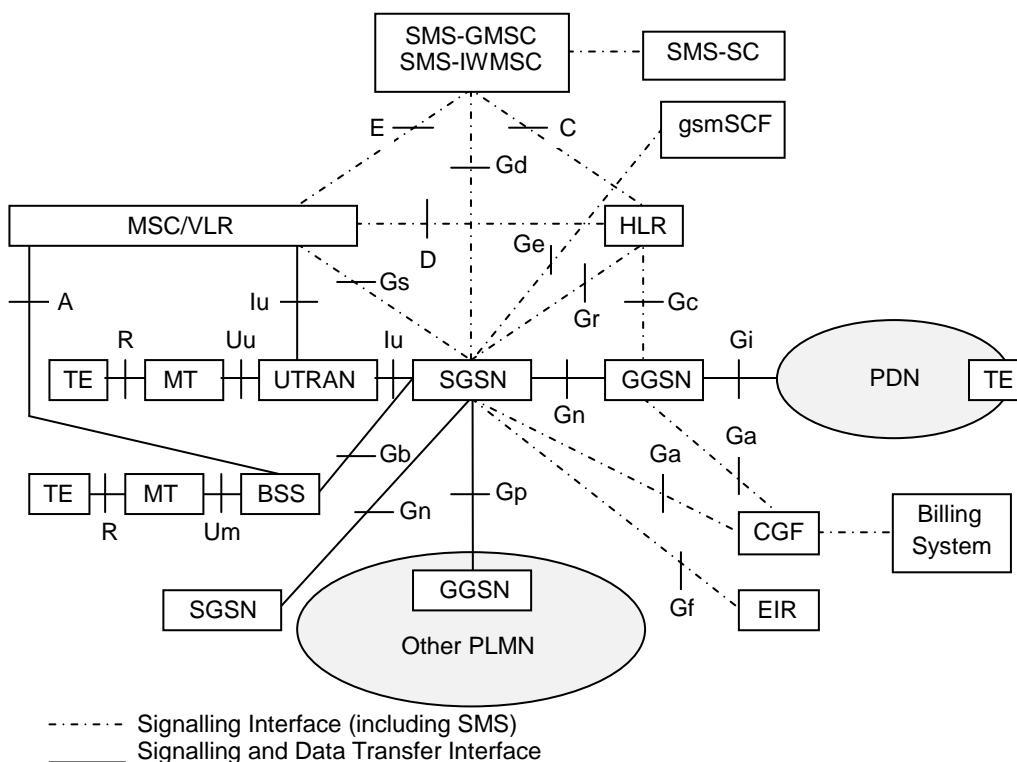 SMS-GMSC
SMS-IWMSC
SMS-SC
gsmSCF
E
C
Gd
MSC/VLR
HLR
D
Ge
Gs
A
Iu
Gr
Gc
R
Uu
Iu
Gi
TE
MT
UTRAN
SGSN
GGSN
PDN
TE
Gn
Gb
Ga
Ga
TE
MT
BSS
Gp
Gn
R
Um
CGF
Billing
System
SGSN
GGSN
Gf
EIR
Other PLMN
Signalling Interface (including SMS)
Signalling and Data Transfer Interface